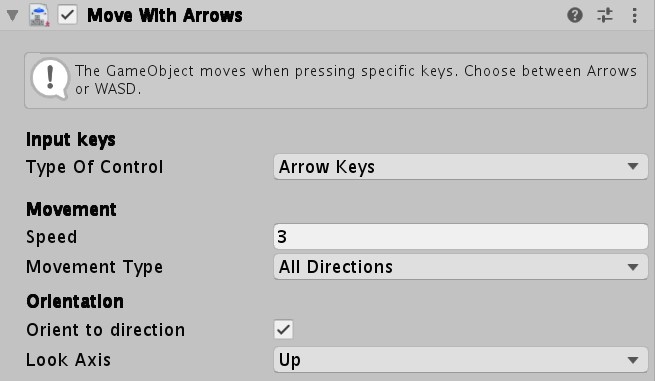 Move With Arrows
The GameObject moves when pressing specific keys. Choose between Arrows
or WASD.
Input keys
Type Of Control Arrow Keys
Movement
Speed 3
Movement Type All Directions
Orientation
Orient to direction
Look Axis Up